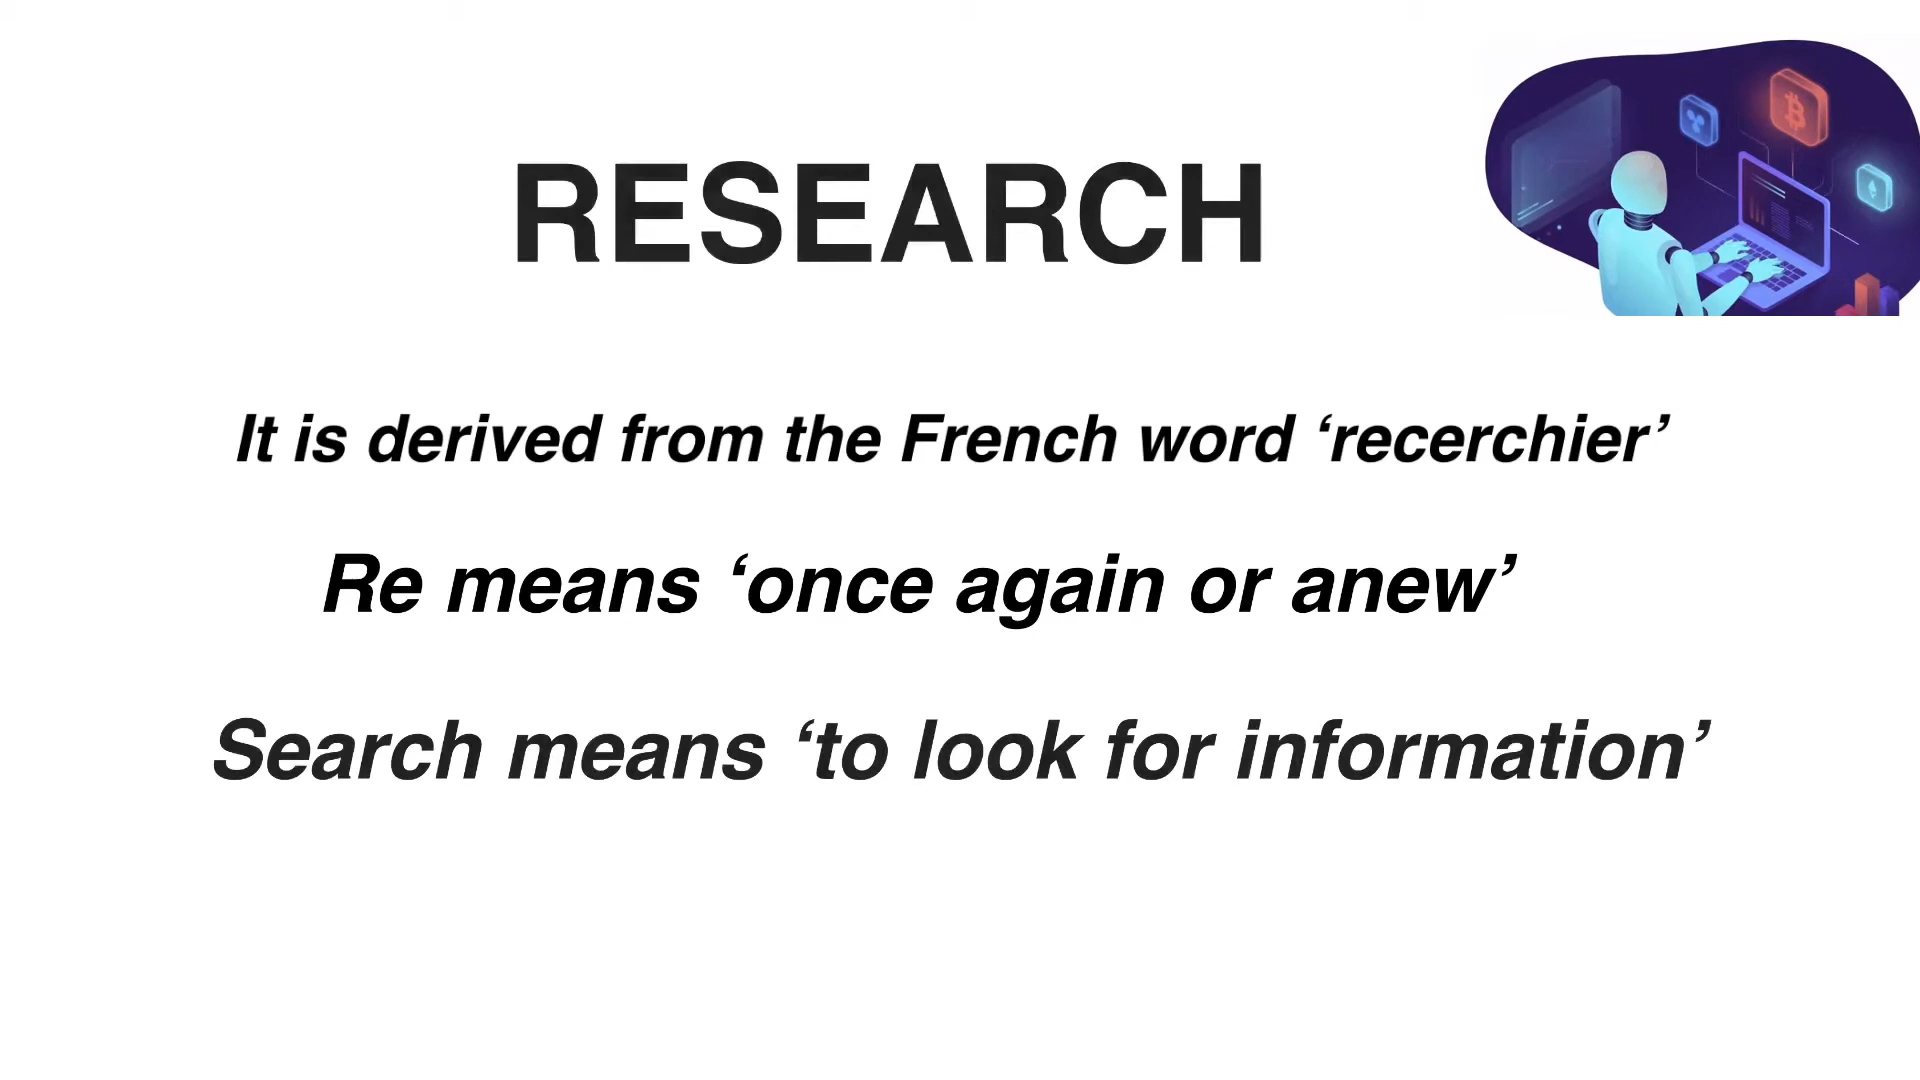 RESEARCH
It is derived from the French word ‘recerchier’
Re means ‘once again or anew’
Search means ‘to look for information’